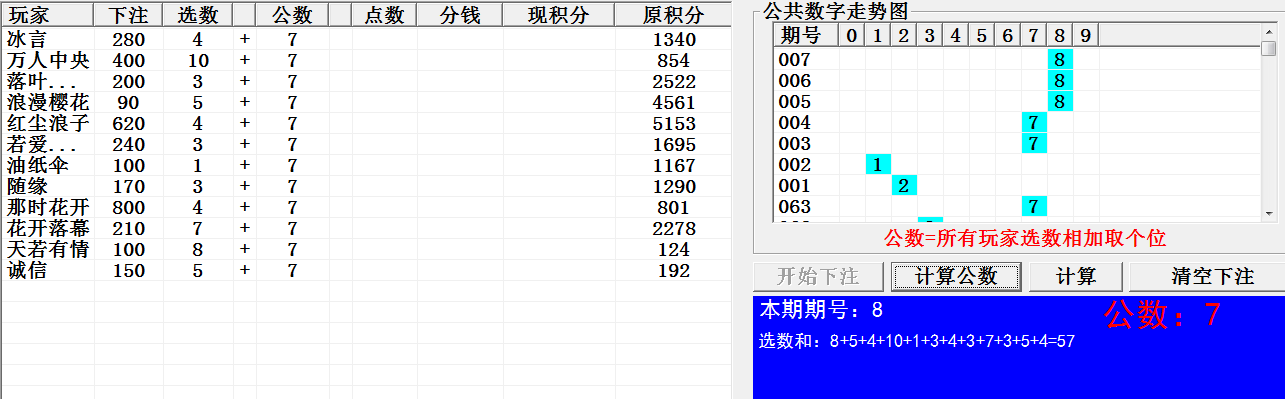 玩家 下注 选数 公数 点数 分钱 现积分 原积分
冰言 280 4 + 7 1340
万人中央 400 10 + 7 854
落叶... 200 3 + 7 2522
浪漫樱花 90 5 + 7 4561
红尘浪子 620 4 + 7 5153
若爱... 240 3 + 7 1695
油纸伞 100 1 + 7 1167
随缘 170 3 + 7 1290
那时花开 800 4 + 7 801
花开落幕 210 7 + 7 2278
天若有情 100 8 + 7 124
诚信 150 5 + 7 192
公共数字走势图
期号 0 1 2 3 4 5 6 7 8 9
007 8
006 8
005 8
004 7
003 7
002 1
001 2
063 7
公数=所有玩家选数相加取个位
开始下注 计算公数 计算 清空下注
本期期号：8 公数：7
选数和：8+5+4+10+1+3+4+3+7+3+5+4=57